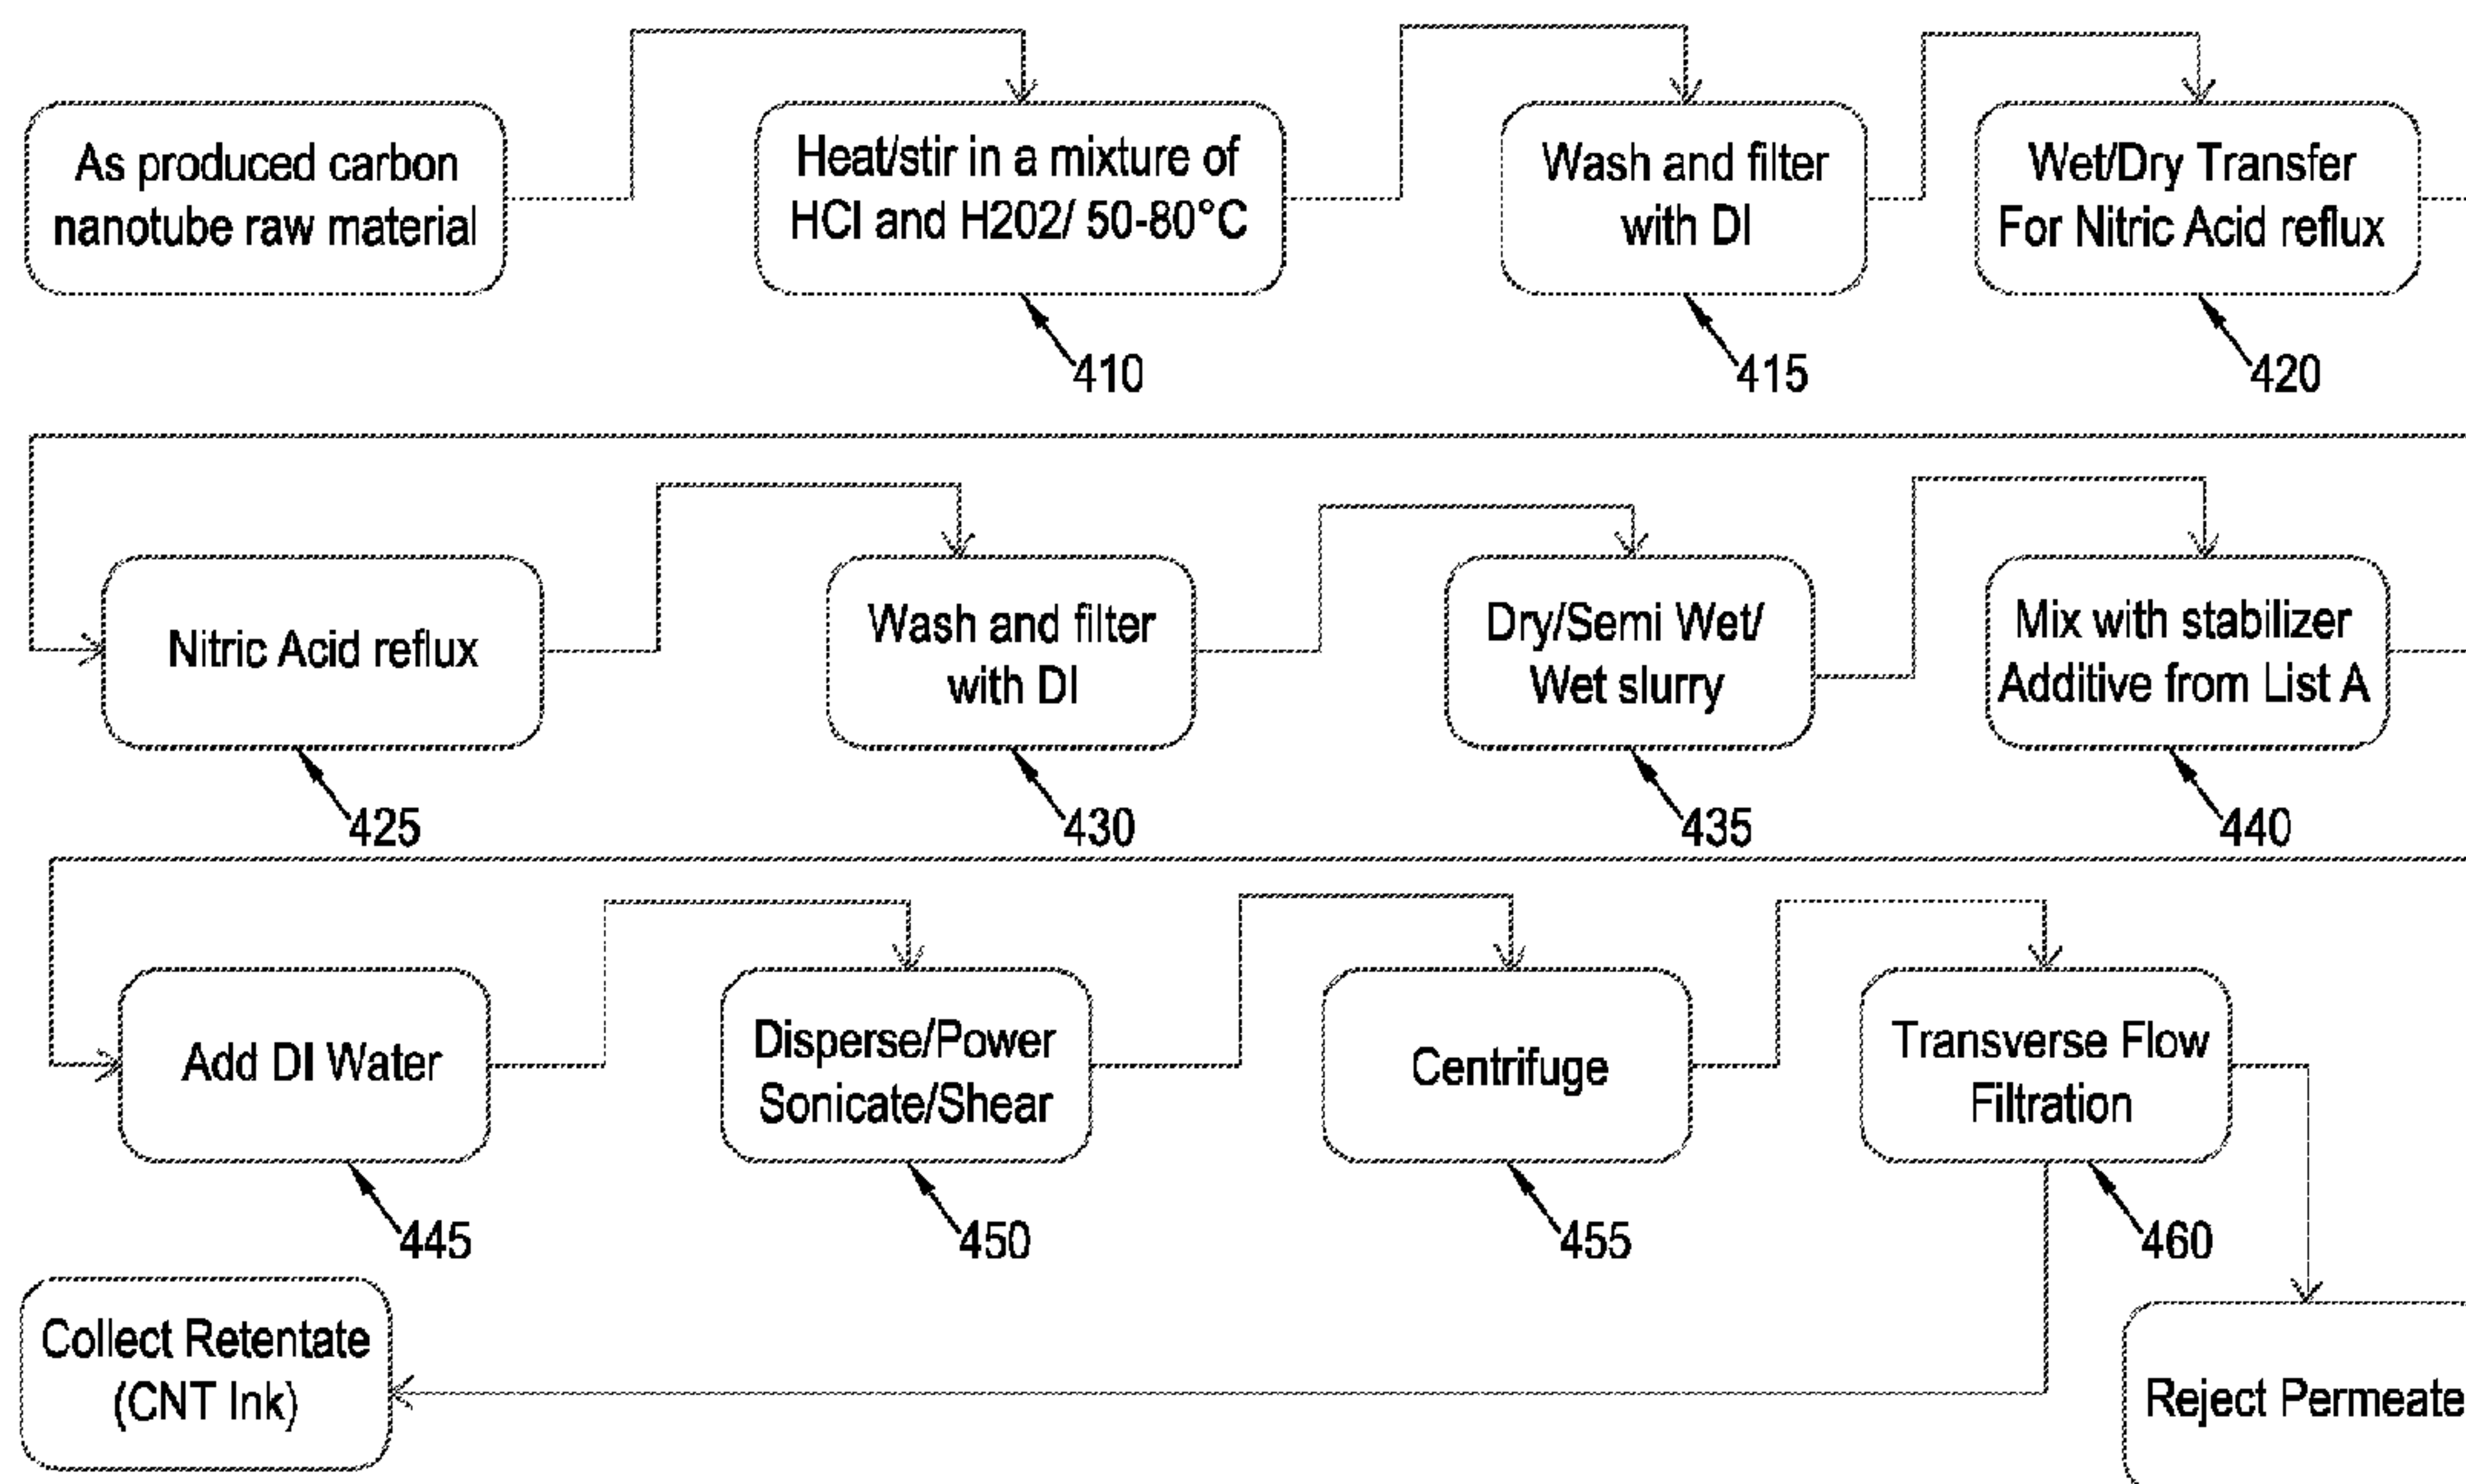 As produced carbon
nanotube raw material
Heat/stir in a mixture of
HCl and H202/ 50-80°C
Wash and filter
with DI
Wet/Dry Transfer
For Nitric Acid reflux
410
415
420
Nitric Acid reflux
Wash and filter
with DI
Dry/Semi Wet/
Wet slurry
Mix with stabilizer
Additive from List A
425
430
435
440
Add DI Water
Disperse/Power
Sonicate/Shear
Centrifuge
Transverse Flow
Filtration
445
450
455
460
Collect Retentate
(CNT Ink)
Reject Permeate